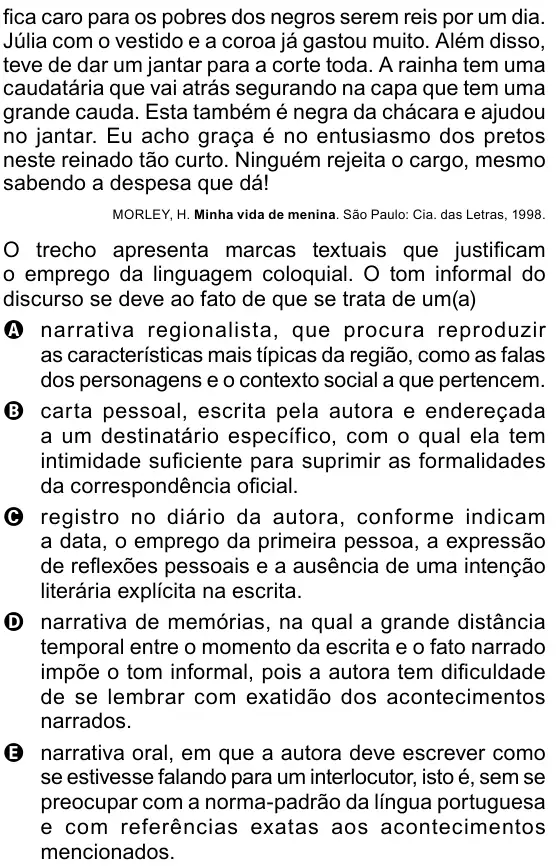 fica caro para os pobres dos negros serem reis por um dia.
Júlia com o vestido e a coroa já gastou muito. Além disso,
teve de dar um jantar para a corte toda. A rainha tem uma
caudatária que vai atrás segurando na capa que tem uma
grande cauda. Esta também é negra da chácara e ajudou
no jantar. Eu acho graça é no entusiasmo dos pretos
neste reinado tão curto. Ninguém rejeita o cargo, mesmo
sabendo a despesa que dá!
MORLEY, H. Minha vida de menina. São Paulo: Cia. das Letras, 1998.
O trecho apresenta marcas textuais que justificam
o emprego da linguagem coloquial. O tom informal do
discurso se deve ao fato de que se trata de um(a)
A narrativa regionalista, que procura reproduzir
as características mais típicas da região, como as falas
dos personagens e o contexto social a que pertencem.
B carta pessoal, escrita pela autora e endereçada
a um destinatário específico, com o qual ela tem
intimidade suficiente para suprimir as formalidades
da correspondência oficial.
C registro no diário da autora, conforme indicam
a data, o emprego da primeira pessoa, a expressão
de reflexões pessoais e a ausência de uma intenção
literária explícita na escrita.
D narrativa de memórias, na qual a grande distância
temporal entre o momento da escrita e o fato narrado
impõe o tom informal, pois a autora tem dificuldade
de se lembrar com exatidão dos acontecimentos
narrados.
E narrativa oral, em que a autora deve escrever como
se estivesse falando para um interlocutor, isto é, sem se
preocupar com a norma-padrão da língua portuguesa
e com referências exatas aos acontecimentos
mencionados.